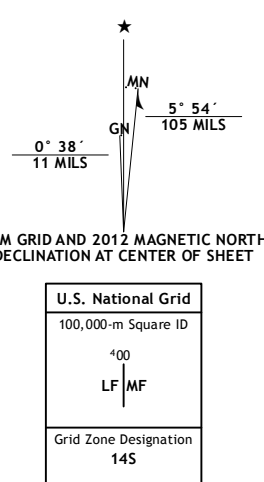 ★
MN
5° 54´
105 MILS
GN
0° 38´
11 MILS
M GRID AND 2012 MAGNETIC NORTH
DECLINATION AT CENTER OF SHEET
U.S. National Grid
100,000-m Square ID
⁴00
LF MF
Grid Zone Designation
14S